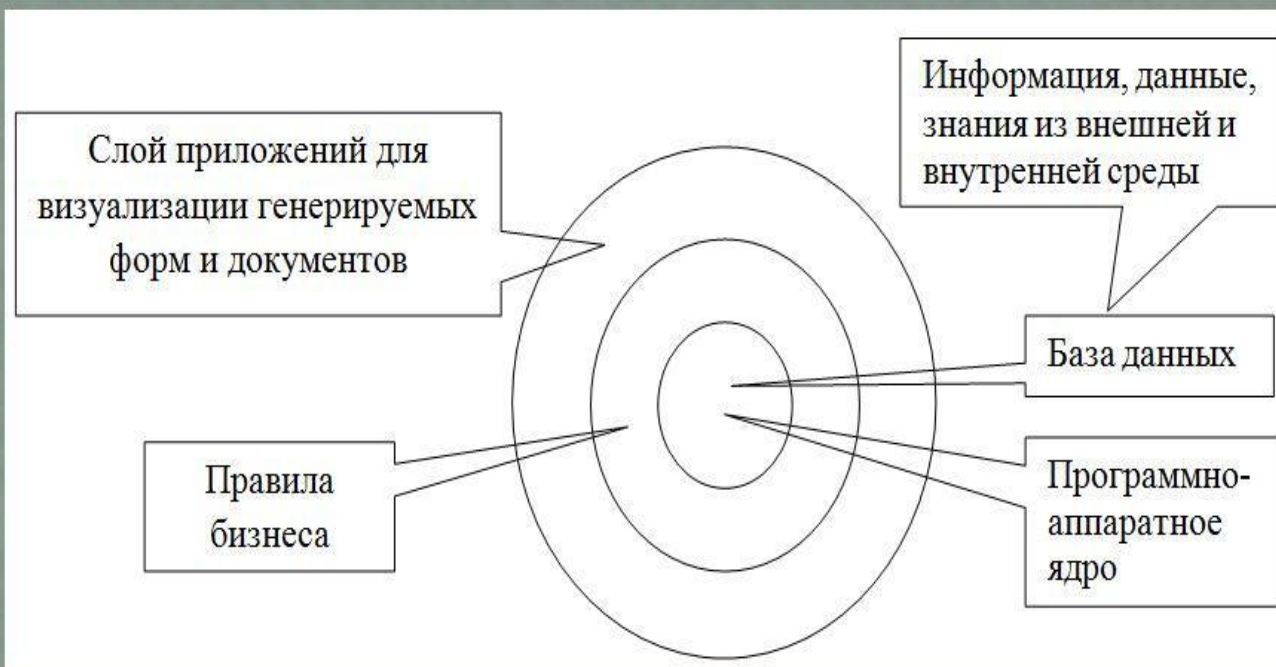 Слой приложений для
визуализации генерируемых
форм и документов
Информация, данные,
знания из внешней и
внутренней среды
База данных
Правила
бизнеса
Программно-
аппаратное
ядро